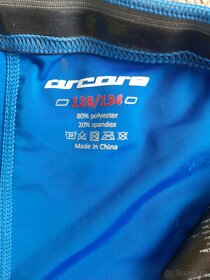 arcore
128/134
80% polyester
20% spandex
Made in China